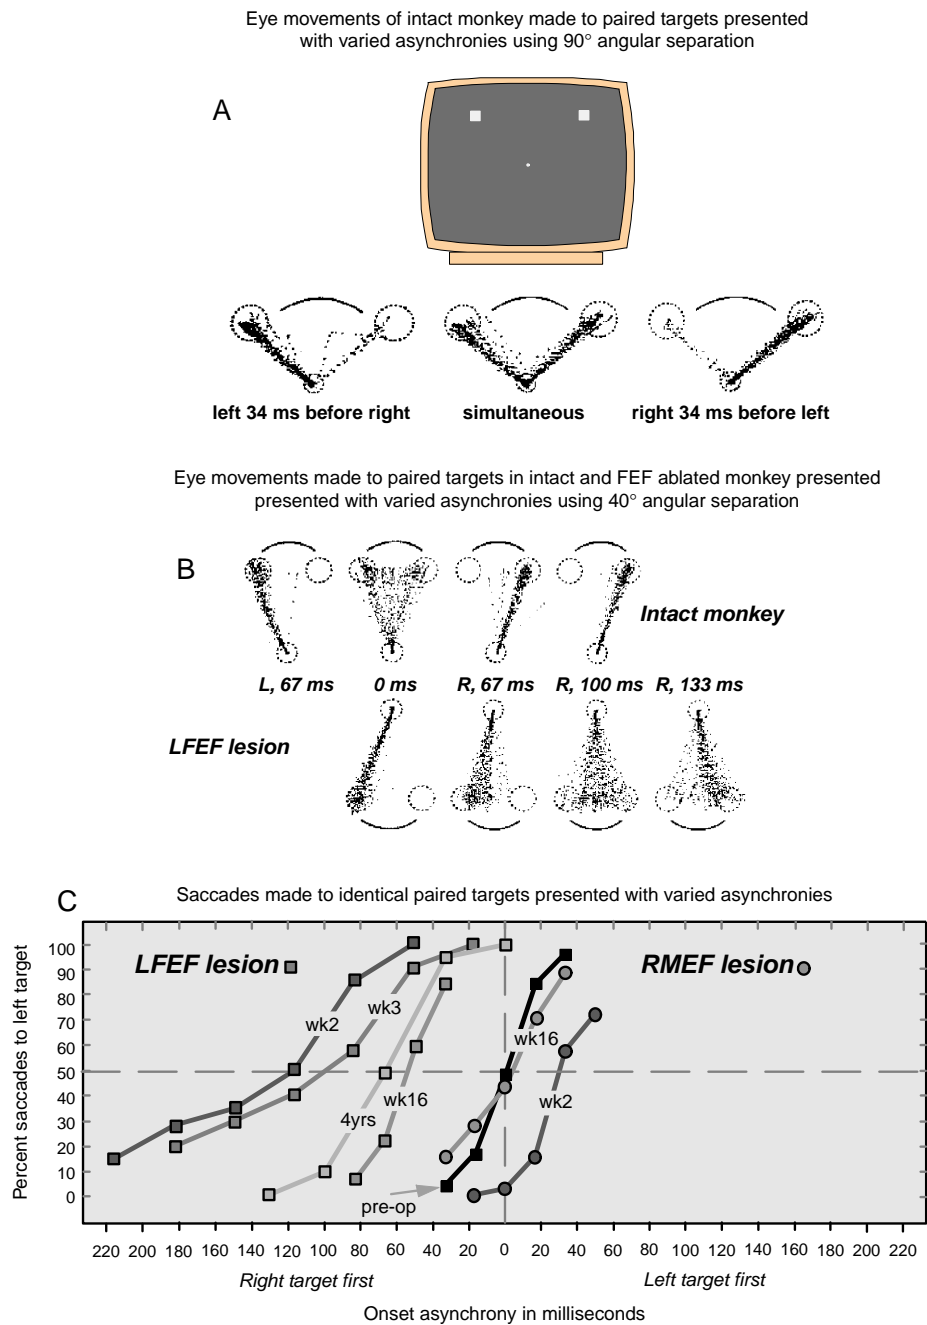 Eye movements of intact monkey made to paired targets presented
with varied asynchronies using 90° angular separation
A
left 34 ms before right
simultaneous
right 34 ms before left
Eye movements made to paired targets in intact and FEF ablated monkey presented
presented with varied asynchronies using 40° angular separation
B
Intact monkey
L, 67 ms
0 ms
R, 67 ms
R, 100 ms
R, 133 ms
LFEF lesion
C
Saccades made to identical paired targets presented with varied asynchronies
Percent saccades to left target
100
90
80
70
60
50
40
30
20
10
0
LFEF lesion
RMEF lesion
wk2
wk3
4yrs
wk16
wk16
wk2
pre-op
220 200 180 160 140 120 100 80 60 40 20 0 20 40 60 80 100 120 140 160 180 200 220
Right target first
Left target first
Onset asynchrony in milliseconds